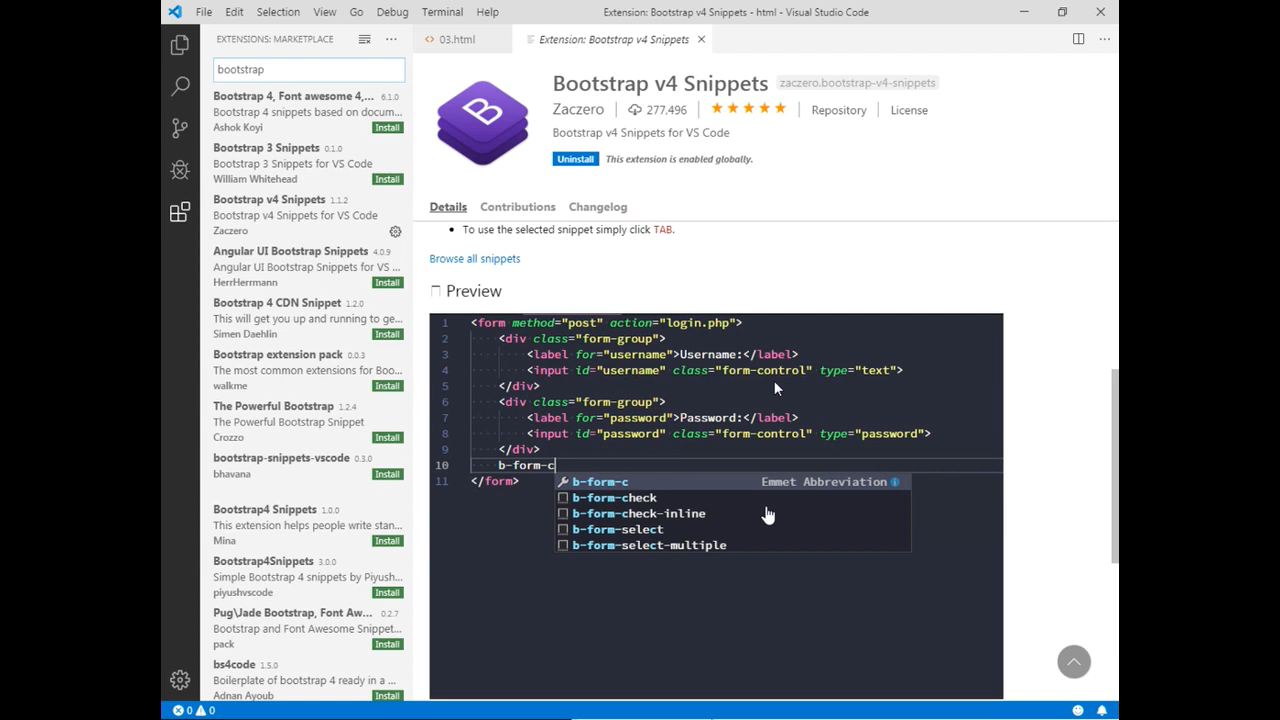 File Edit Selection View Go Debug Terminal Help
Extension: Bootstrap v4 Snippets - html - Visual Studio Code
EXTENSIONS: MARKETPLACE
bootstrap
Bootstrap 4, Font awesome 4,... 6.1.0
Bootstrap 4 snippets based on docum...
Ashok Koyi Install
Bootstrap 3 Snippets 0.1.0
Bootstrap 3 Snippets for VS Code
William Whitehead Install
Bootstrap v4 Snippets 1.1.2
Bootstrap v4 Snippets for VS Code
Zaczero
Angular UI Bootstrap Snippets 4.0.9
Angular UI Bootstrap Snippets for VS ...
HerrHerrmann Install
Bootstrap 4 CDN Snippet 1.2.0
This will get you up and running to ge...
Simen Daehlin Install
Bootstrap extension pack 0.0.3
The most common extensions for Boo...
walkme Install
The Powerful Bootstrap 1.2.4
The Powerful Bootstrap Snippet
Crozzo Install
bootstrap-snippets-vscode 0.3.0
bhavana Install
Bootstrap4 Snippets 1.0.0
This extension helps people write stan...
Mina Install
Bootstrap4Snippets 3.0.0
Simple Bootstrap 4 snippets by Piyush...
piyushvscode Install
Pug\Jade Bootstrap, Font Aw... 0.2.7
Bootstrap and Font Awesome Snippet...
pack Install
bs4code 1.5.0
Boilerplate of bootstrap 4 ready in a ...
Adnan Ayoub Install
03.html
Extension: Bootstrap v4 Snippets
Bootstrap v4 Snippets zaczero.bootstrap-v4-snippets
Zaczero 277,496 Repository License
Bootstrap v4 Snippets for VS Code
Uninstall This extension is enabled globally.
Details Contributions Changelog
To use the selected snippet simply click TAB.
Browse all snippets
Preview
1 <form method="post" action="login.php">
2 <div class="form-group">
3 <label for="username">Username:</label>
4 <input id="username" class="form-control" type="text">
5 </div>
6 <div class="form-group">
7 <label for="password">Password:</label>
8 <input id="password" class="form-control" type="password">
9 </div>
10 b-form-c
11 </form>
b-form-c Emmet Abbreviation
b-form-check
b-form-check-inline
b-form-select
b-form-select-multiple
0 0